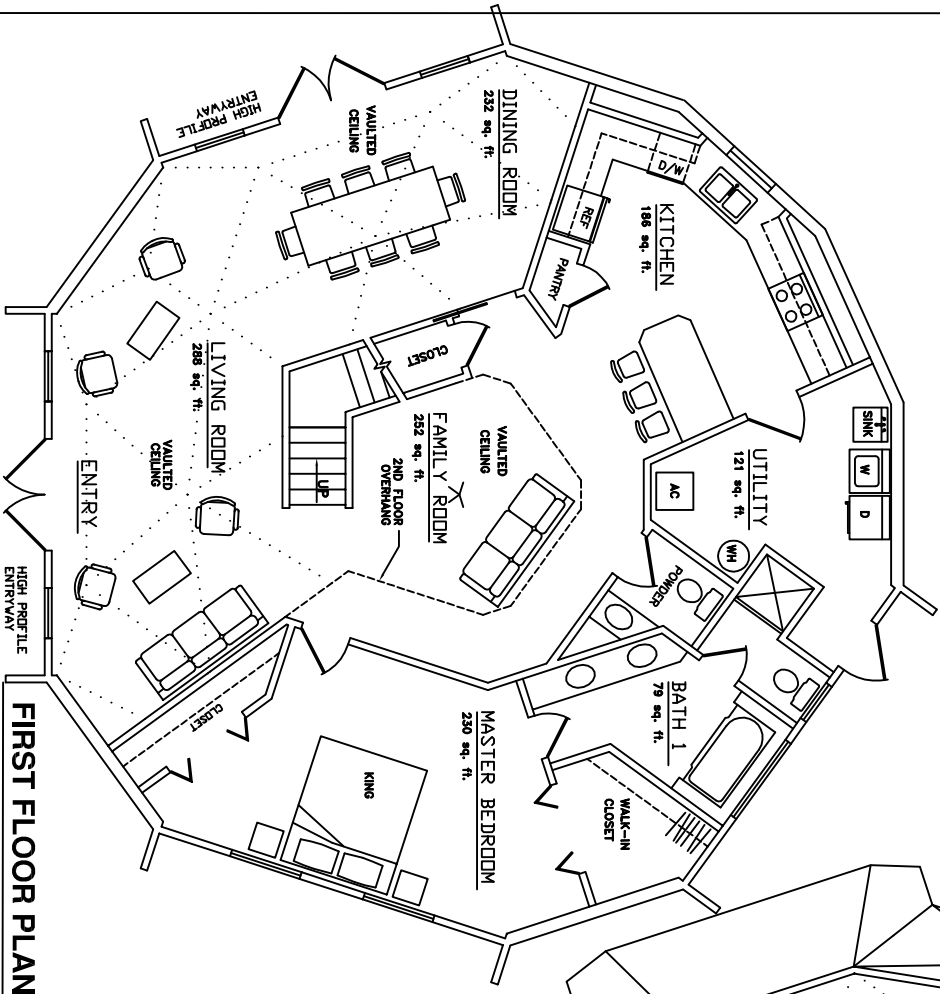 DINING ROOM
232 sq. ft.
HIGH PROFILE
ENTRYWAY
VAULTED
CEILING
KITCHEN
186 sq. ft.
D/W
REF
PANTRY
CLOSET
LIVING ROOM
288 sq. ft.
VAULTED
CEILING
ENTRY
HIGH PROFILE
ENTRYWAY
UP
FAMILY ROOM
252 sq. ft.
VAULTED
CEILING
2ND FLOOR
OVERHANG
UTILITY
121 sq. ft.
SINK
W
D
AC
WH
POWDER
BATH 1
79 sq. ft.
WALK-IN
CLOSET
MASTER BEDROOM
230 sq. ft.
KING
CLOSET
FIRST FLOOR PLAN